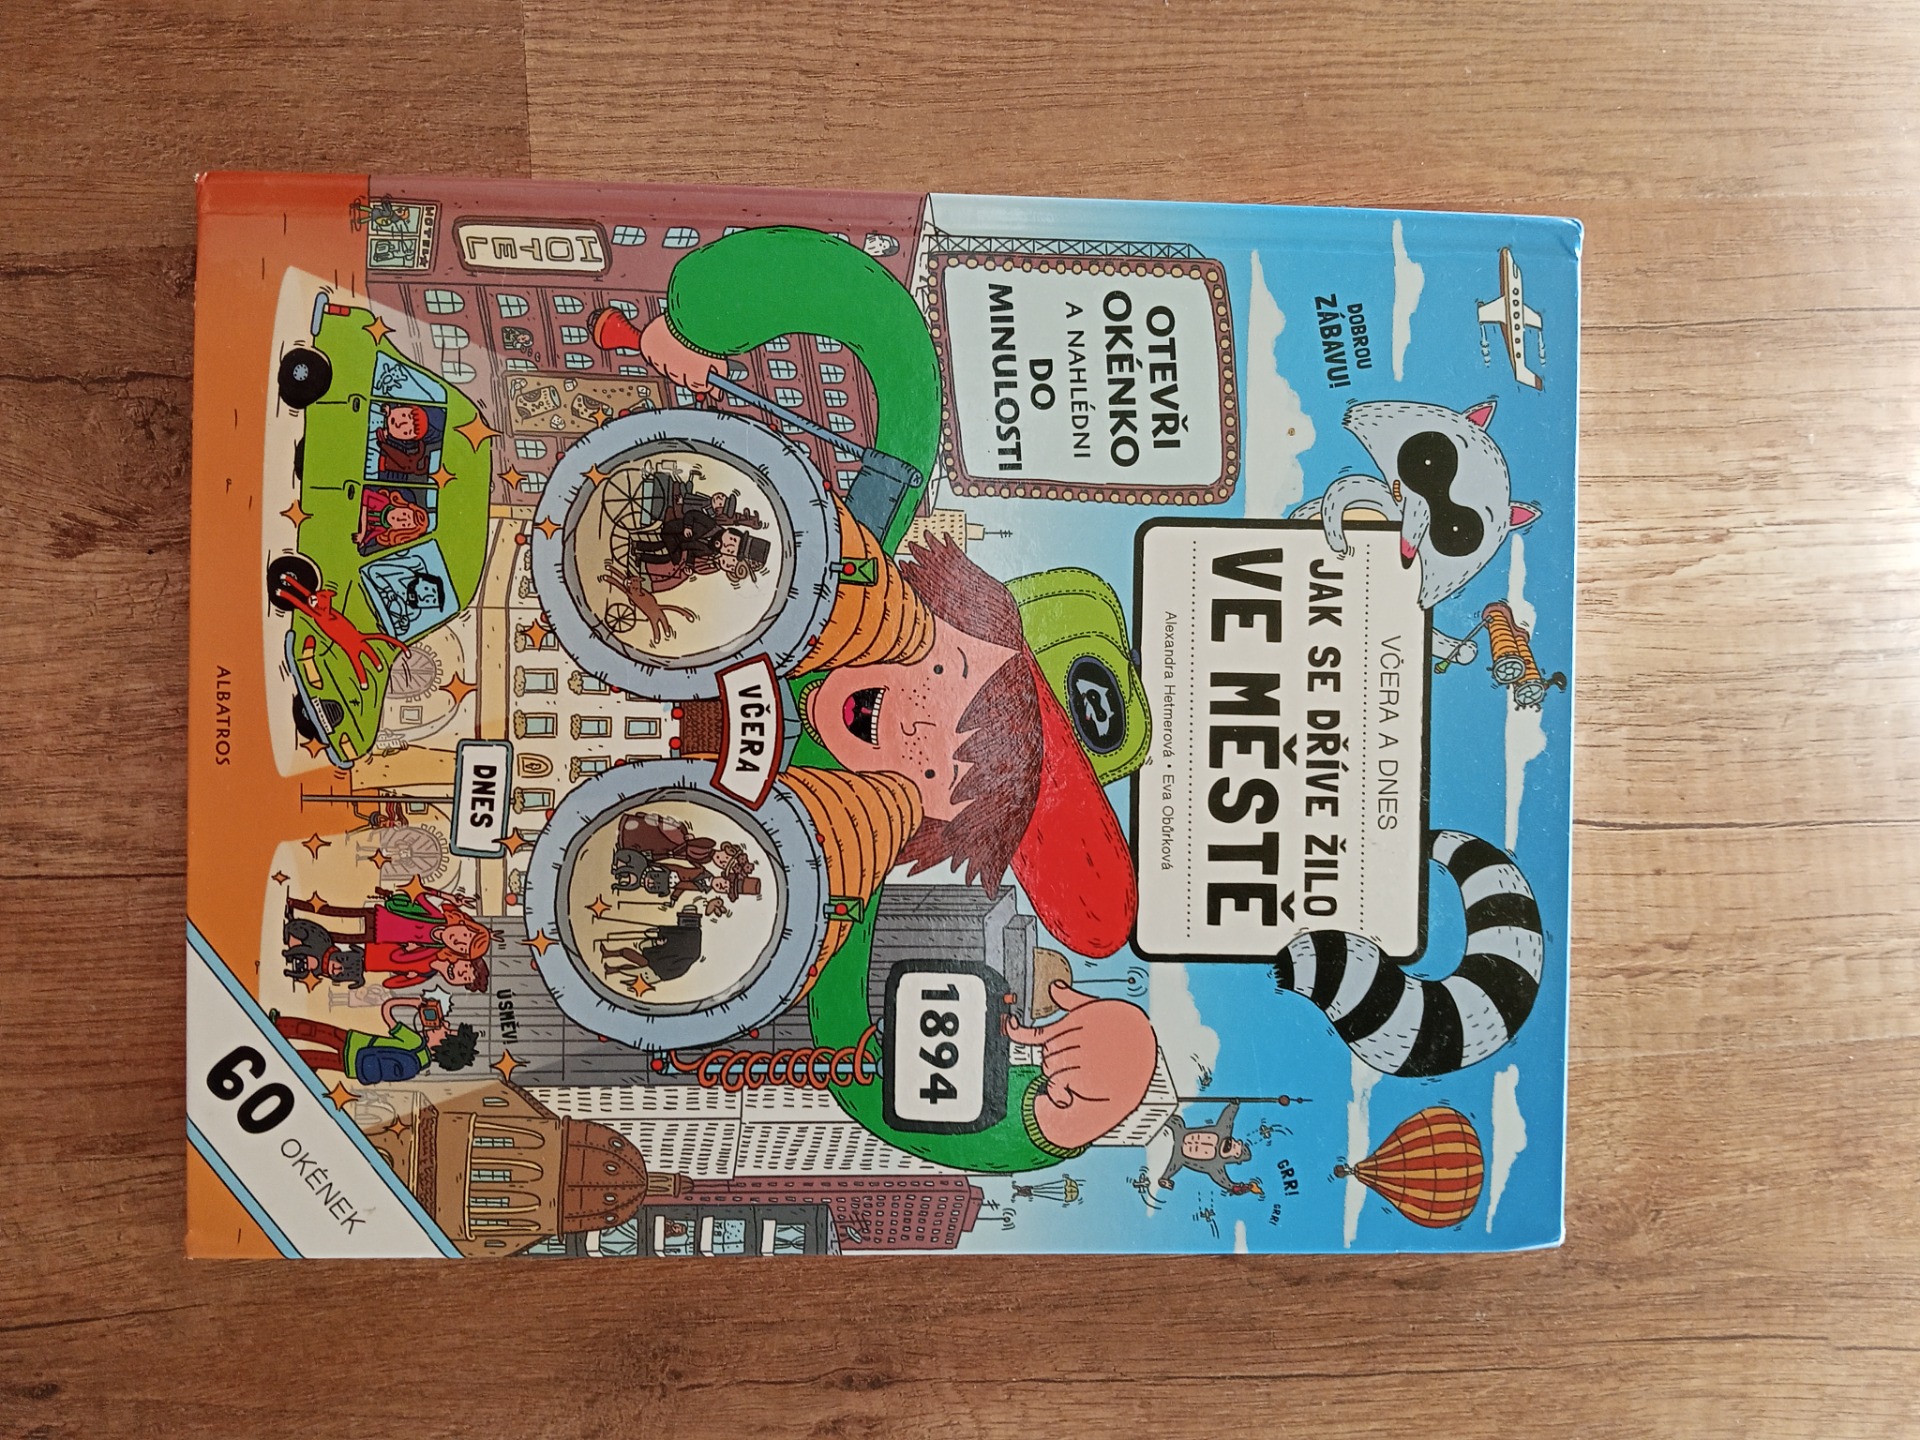 VČERA A DNES
JAK SE DŘÍVE ŽILO
VE MĚSTĚ
Alexandra Hetmerová • Eva Obůrková
DOBROU
ZÁBAVU!
OTEVŘI
OKÉNKO
A NAHLÉDNI
DO
MINULOSTI
GRR!
GRR!
1894
VČERA
DNES
HOTEL
ÚSMĚV!
60
OKÉNEK
ALBATROS